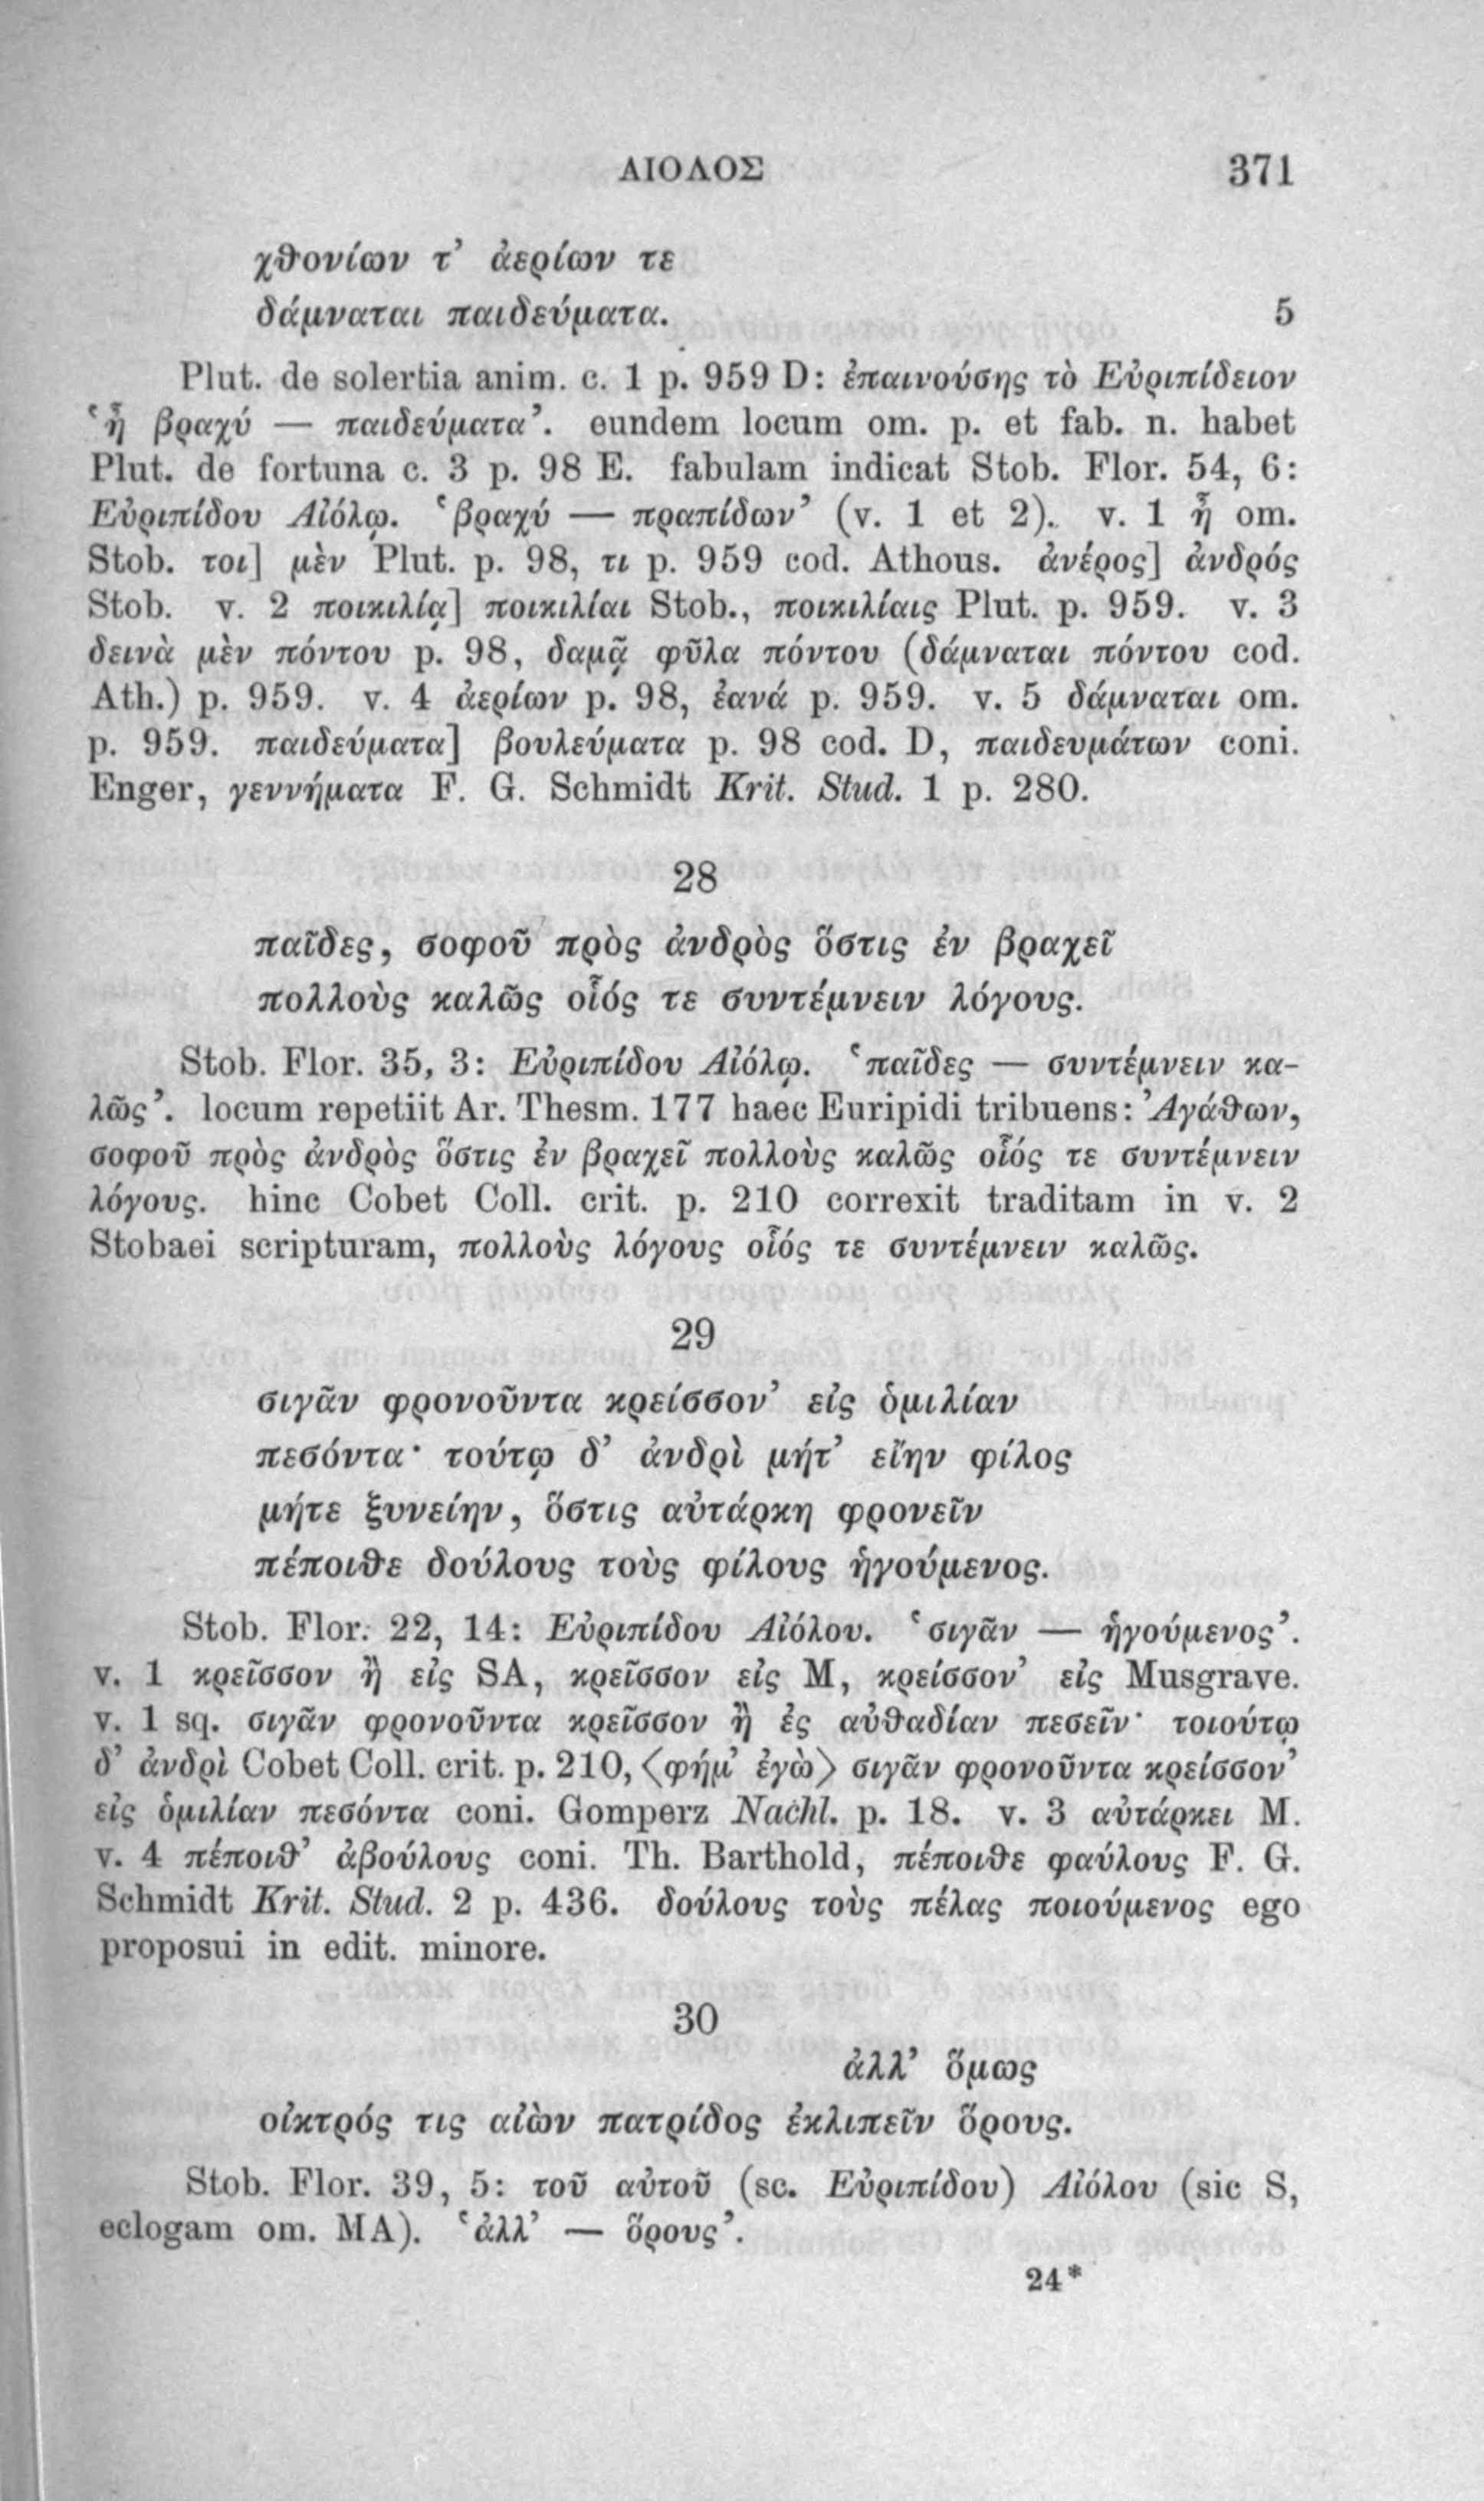 ΑΙΟΛΟΣ 371
χθονίων τ’ ἀερίων τε
δάμναται παιδεύματα. 5
Plut. de solertia anim. c. 1 p. 959 D: ἐπαινούσης τὸ Εὐριπίδειον
‘ἦ βραχύ — παιδεύματα’. eundem locum om. p. et fab. n. habet
Plut. de fortuna c. 3 p. 98 E. fabulam indicat Stob. Flor. 54, 6:
Εὐριπίδου Αἰόλῳ. ‘βραχύ — πραπίδων’ (v. 1 et 2). v. 1 ἦ om.
Stob. τοι] μὲν Plut. p. 98, τι p. 959 cod. Athous. ἀνέρος] ἀνδρός
Stob. v. 2 ποικιλίᾳ] ποικιλίαι Stob., ποικιλίαις Plut. p. 959. v. 3
δεινὰ μὲν πόντου p. 98, δαμᾷ φῦλα πόντου (δάμναται πόντου cod.
Ath.) p. 959. v. 4 ἀερίων p. 98, ἐανά p. 959. v. 5 δάμναται om.
p. 959. παιδεύματα] βουλεύματα p. 98 cod. D, παιδευμάτων coni.
Enger, γεννήματα F. G. Schmidt Krit. Stud. 1 p. 280.
28
παῖδες, σοφοῦ πρὸς ἀνδρὸς ὅστις ἐν βραχεῖ
πολλοὺς καλῶς οἷός τε συντέμνειν λόγους.
Stob. Flor. 35, 3: Εὐριπίδου Αἰόλῳ. ‘παῖδες — συντέμνειν κα-
λῶς’. locum repetiit Ar. Thesm. 177 haec Euripidi tribuens: Ἀγάθων,
σοφοῦ πρὸς ἀνδρὸς ὅστις ἐν βραχεῖ πολλοὺς καλῶς οἷός τε συντέμνειν
λόγους. hinc Cobet Coll. crit. p. 210 correxit traditam in v. 2
Stobaei scripturam, πολλοὺς λόγους οἷός τε συντέμνειν καλῶς.
29
σιγᾶν φρονοῦντα κρείσσον’ εἰς ὁμιλίαν
πεσόντα· τούτῳ δ’ ἀνδρὶ μήτ’ εἴην φίλος
μήτε ξυνείην, ὅστις αὐτάρκη φρονεῖν
πέποιθε δούλους τοὺς φίλους ἡγούμενος.
Stob. Flor. 22, 14: Εὐριπίδου Αἰόλου. ‘σιγᾶν — ἡγούμενος’.
v. 1 κρεῖσσον ἢ εἰς SA, κρεῖσσον εἰς M, κρείσσον’ εἰς Musgrave.
v. 1 sq. σιγᾶν φρονοῦντα κρεῖσσον ἢ ἐς αὐθαδίαν πεσεῖν· τοιούτῳ
δ’ ἀνδρὶ Cobet Coll. crit. p. 210, ⟨φήμ’ ἐγὼ⟩ σιγᾶν φρονοῦντα κρείσσον’
εἰς ὁμιλίαν πεσόντα coni. Gomperz Nachl. p. 18. v. 3 αὐτάρκει M.
v. 4 πέποιθ’ ἀβούλους coni. Th. Barthold, πέποιθε φαύλους F. G.
Schmidt Krit. Stud. 2 p. 436. δούλους τοὺς πέλας ποιούμενος ego
proposui in edit. minore.
30
ἀλλ’ ὅμως
οἰκτρός τις αἰὼν πατρίδος ἐκλιπεῖν ὅρους.
Stob. Flor. 39, 5: τοῦ αὐτοῦ (sc. Εὐριπίδου) Αἰόλου (sic S,
eclogam om. MA). ‘ἀλλ’ — ὅρους’.
24*